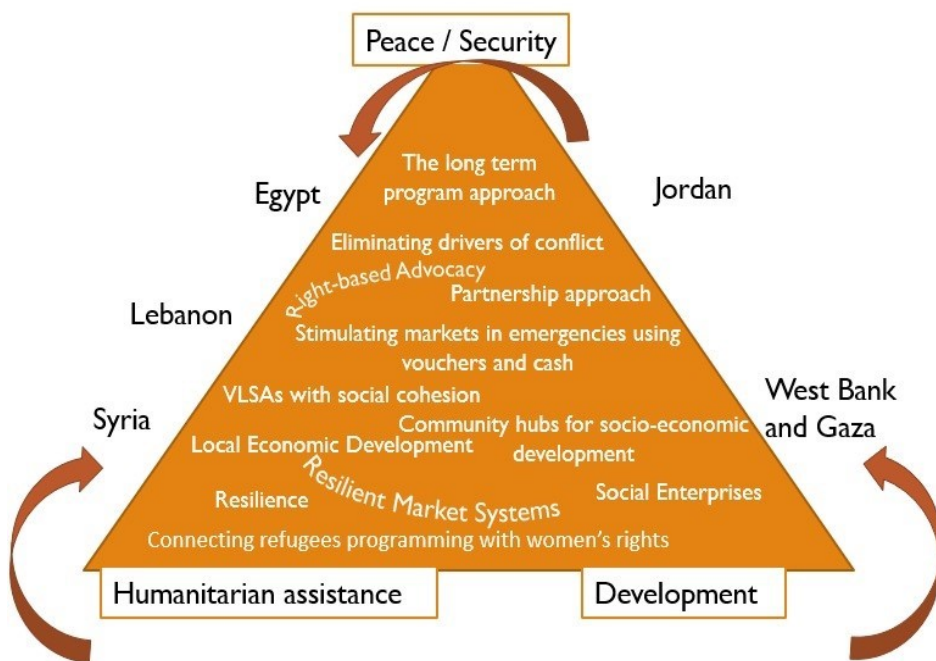 Peace / Security
The long term
program approach
Egypt
Jordan
Eliminating drivers of conflict
Right-based Advocacy
Partnership approach
Lebanon
Stimulating markets in emergencies using
vouchers and cash
VLSAs with social cohesion
West Bank
and Gaza
Syria
Community hubs for socio-economic
development
Local Economic Development
Resilient Market Systems
Resilience
Social Enterprises
Connecting refugees programming with women's rights
Humanitarian assistance
Development